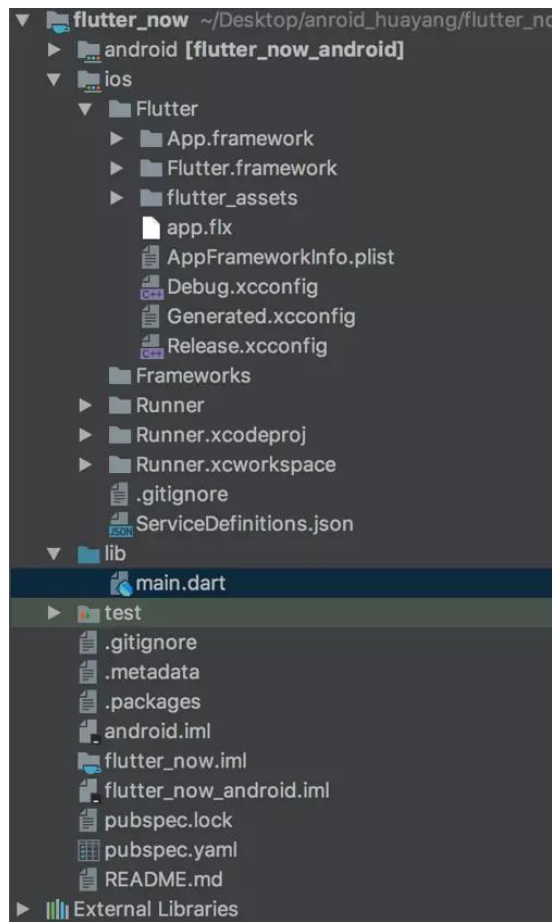 flutter_now ~/Desktop/anroid_huayang/flutter_no
android [flutter_now_android]
ios
Flutter
App.framework
Flutter.framework
flutter_assets
app.flx
AppFrameworkInfo.plist
Debug.xcconfig
Generated.xcconfig
Release.xcconfig
Frameworks
Runner
Runner.xcodeproj
Runner.xcworkspace
.gitignore
ServiceDefinitions.json
lib
main.dart
test
.gitignore
.metadata
.packages
android.iml
flutter_now.iml
flutter_now_android.iml
pubspec.lock
pubspec.yaml
README.md
External Libraries